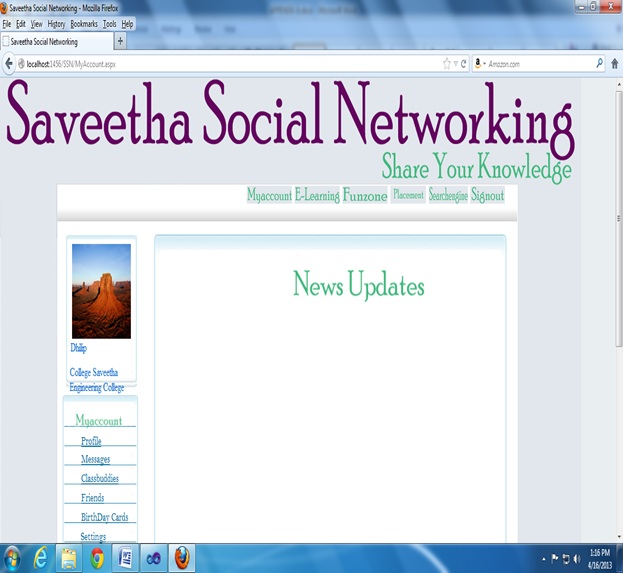 Saveetha Social Networking - Mozilla Firefox
File Edit View History Bookmarks Tools Help
Saveetha Social Networking
localhost:1456/SSN/MyAccount.aspx
Amazon.com
Saveetha Social Networking
Share Your Knowledge
Myaccount E-Learning Funzone Placement Searchengine Signout
News Updates
Dhilip
College Saveetha
Engineering College
Myaccount
Profile
Messages
Classbuddies
Friends
BirthDay Cards
Settings
1:16 PM
4/16/2013